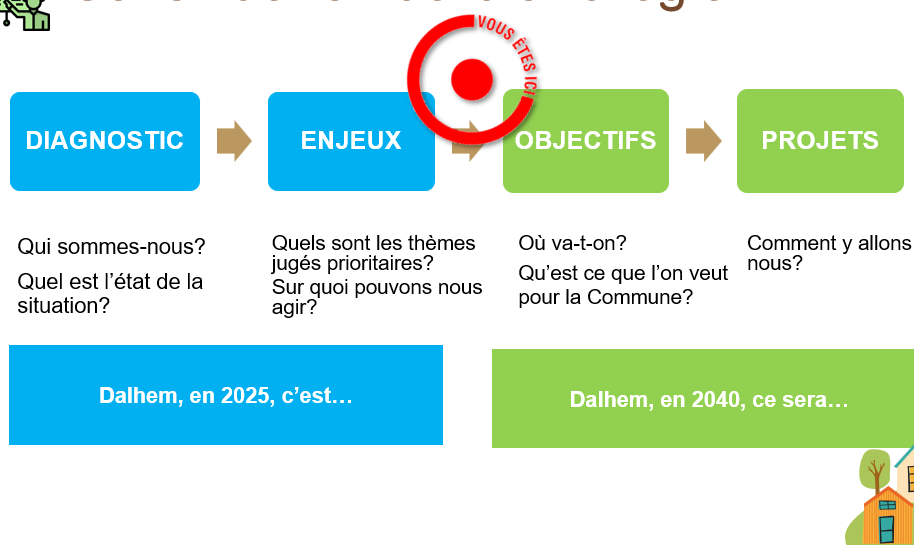 VOUS ÊTES ICI
DIAGNOSTIC
ENJEUX
OBJECTIFS
PROJETS
Qui sommes-nous?
Quel est l’état de la
situation?
Quels sont les thèmes
jugés prioritaires?
Sur quoi pouvons nous
agir?
Où va-t-on?
Qu’est ce que l’on veut
pour la Commune?
Comment y allons
nous?
Dalhem, en 2025, c’est…
Dalhem, en 2040, ce sera…